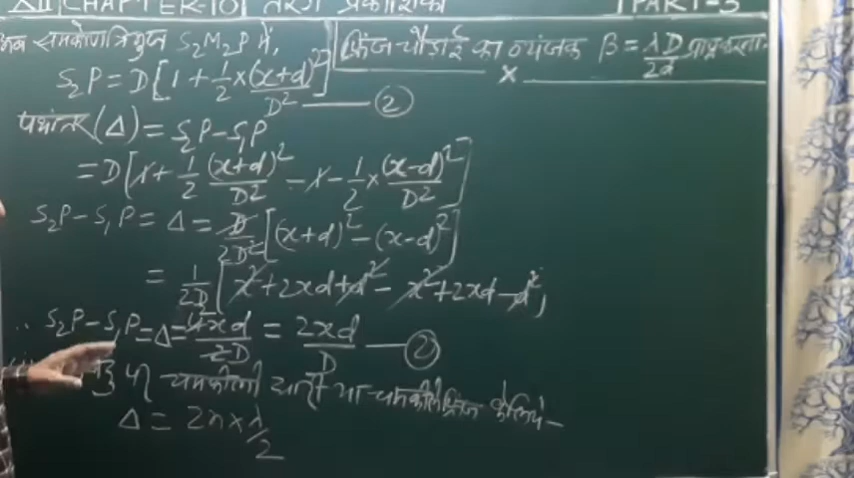 XII CHAPTER-10 तरंग प्रकाशिकी PART-3
अब समकोण त्रिभुज S₂M₂P में,
फ्रिंज चौड़ाई का व्यंजक β = λD/2d प्राप्त करना-
S₂P = D[1 + 1/2 × (x+d)²/D²] — ②
पथांतर (Δ) = S₂P - S₁P
= D[1 + 1/2 (x+d)²/D² - 1 - 1/2 × (x-d)²/D²]
S₂P - S₁P = Δ = D/2D² [(x+d)² - (x-d)²]
= 1/2D [x² + 2xd + d² - x² + 2xd - d²]
∴ S₂P - S₁P = Δ = 4xd/2D = 2xd/D — ②
चमकीली या चमकीले फ्रिंज के लिये -
Δ = 2n × λ/2